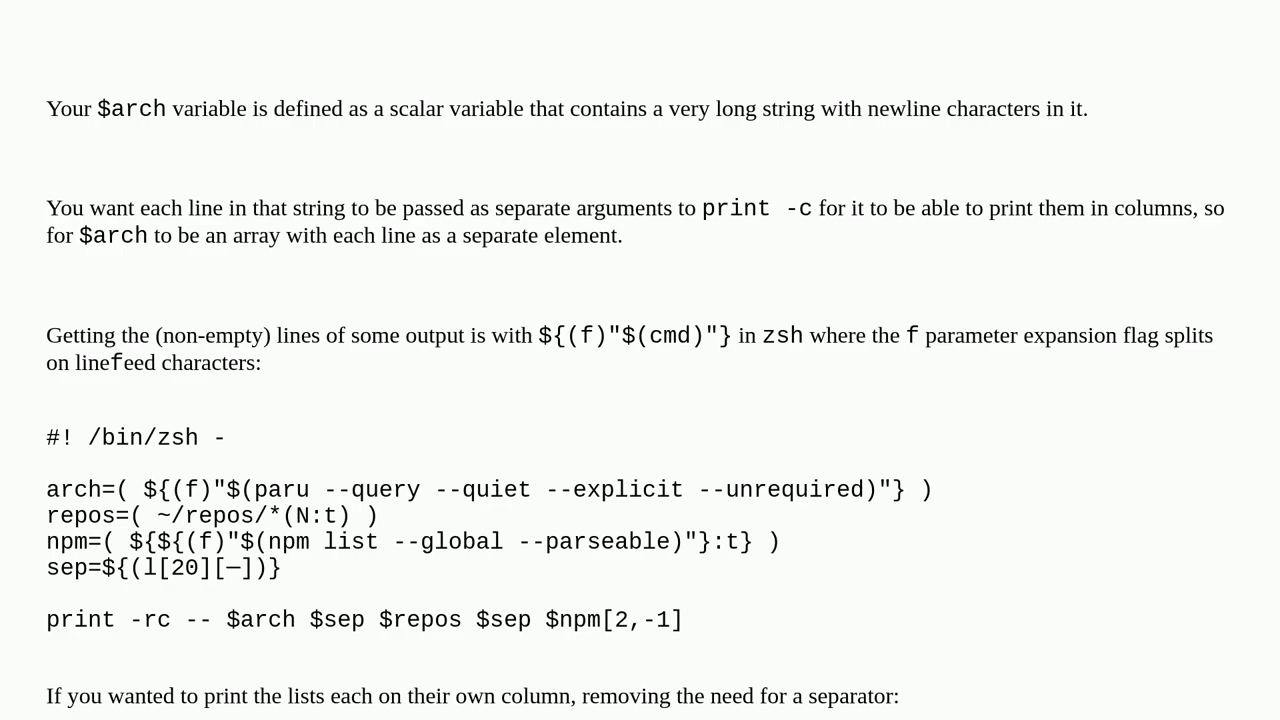 Your $arch variable is defined as a scalar variable that contains a very long string with newline characters in it.
You want each line in that string to be passed as separate arguments to print -c for it to be able to print them in columns, so
for $arch to be an array with each line as a separate element.
Getting the (non-empty) lines of some output is with ${(f)"$(cmd)"} in zsh where the f parameter expansion flag splits
on linefeed characters:
#! /bin/zsh -
arch=( ${(f)"$(paru --query --quiet --explicit --unrequired)"} )
repos=( ~/repos/*(N:t) )
npm=( ${${(f)"$(npm list --global --parseable)"}:t} )
sep=${(l[20][—])}
print -rc -- $arch $sep $repos $sep $npm[2,-1]
If you wanted to print the lists each on their own column, removing the need for a separator: